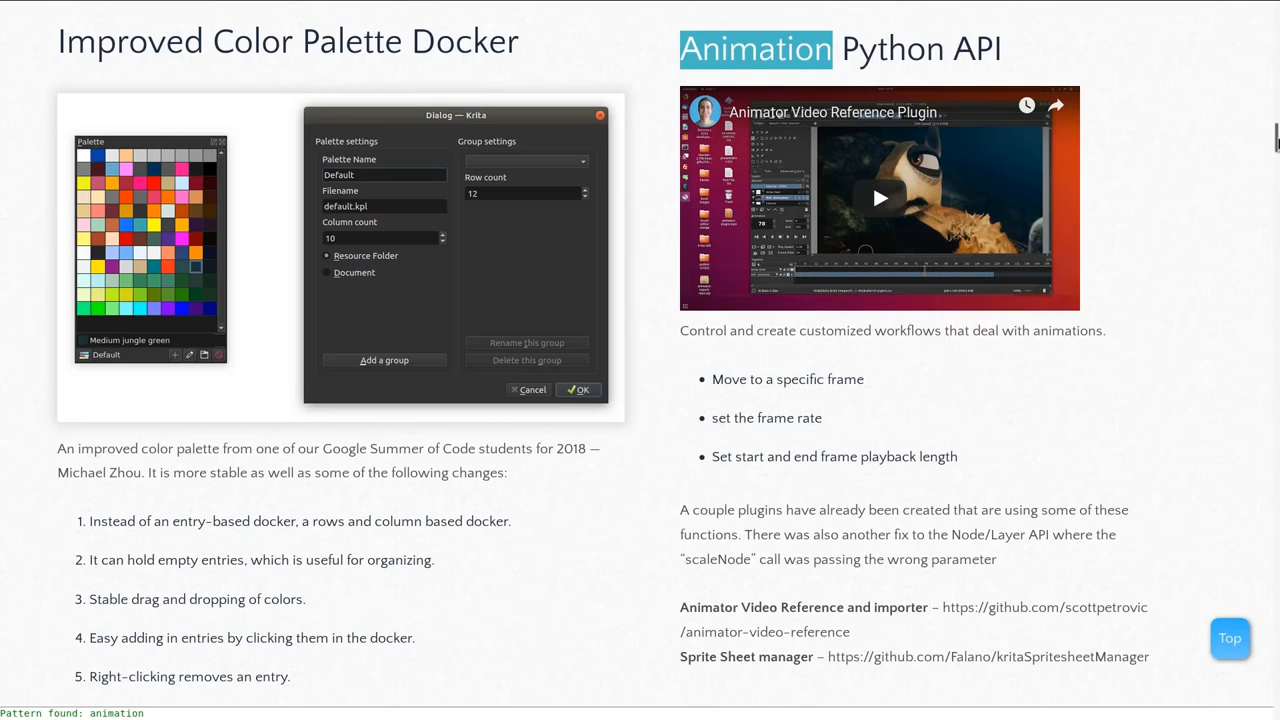 Improved Color Palette Docker
Palette
Medium jungle green
Default
Dialog — Krita
Palette settings
Palette Name
Default
Filename
default.kpl
Column count
10
Resource Folder
Document
Add a group
Group settings
Row count
12
Rename this group
Delete this group
Cancel
OK
An improved color palette from one of our Google Summer of Code students for 2018 —
Michael Zhou. It is more stable as well as some of the following changes:
1. Instead of an entry-based docker, a rows and column based docker.
2. It can hold empty entries, which is useful for organizing.
3. Stable drag and dropping of colors.
4. Easy adding in entries by clicking them in the docker.
5. Right-clicking removes an entry.
Animation Python API
Animator Video Reference Plugin
78
Control and create customized workflows that deal with animations.
• Move to a specific frame
• set the frame rate
• Set start and end frame playback length
A couple plugins have already been created that are using some of these
functions. There was also another fix to the Node/Layer API where the
“scaleNode” call was passing the wrong parameter
Animator Video Reference and importer – https://github.com/scottpetrovic
/animator-video-reference
Sprite Sheet manager – https://github.com/Falano/kritaSpritesheetManager
Top
Pattern found: animation